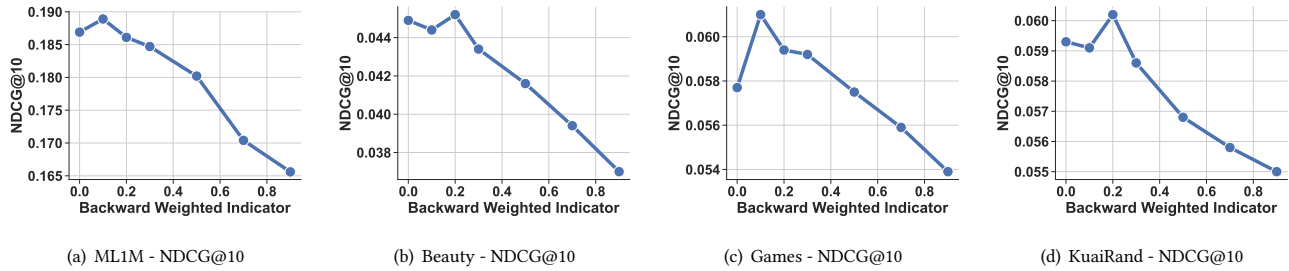 NDCG@10
0.190
0.185
0.180
0.175
0.170
0.165
0.0 0.2 0.4 0.6 0.8
Backward Weighted Indicator
(a) ML1M - NDCG@10
NDCG@10
0.044
0.042
0.040
0.038
0.0 0.2 0.4 0.6 0.8
Backward Weighted Indicator
(b) Beauty - NDCG@10
NDCG@10
0.060
0.058
0.056
0.054
0.0 0.2 0.4 0.6 0.8
Backward Weighted Indicator
(c) Games - NDCG@10
NDCG@10
0.060
0.059
0.058
0.057
0.056
0.055
0.0 0.2 0.4 0.6 0.8
Backward Weighted Indicator
(d) KuaiRand - NDCG@10